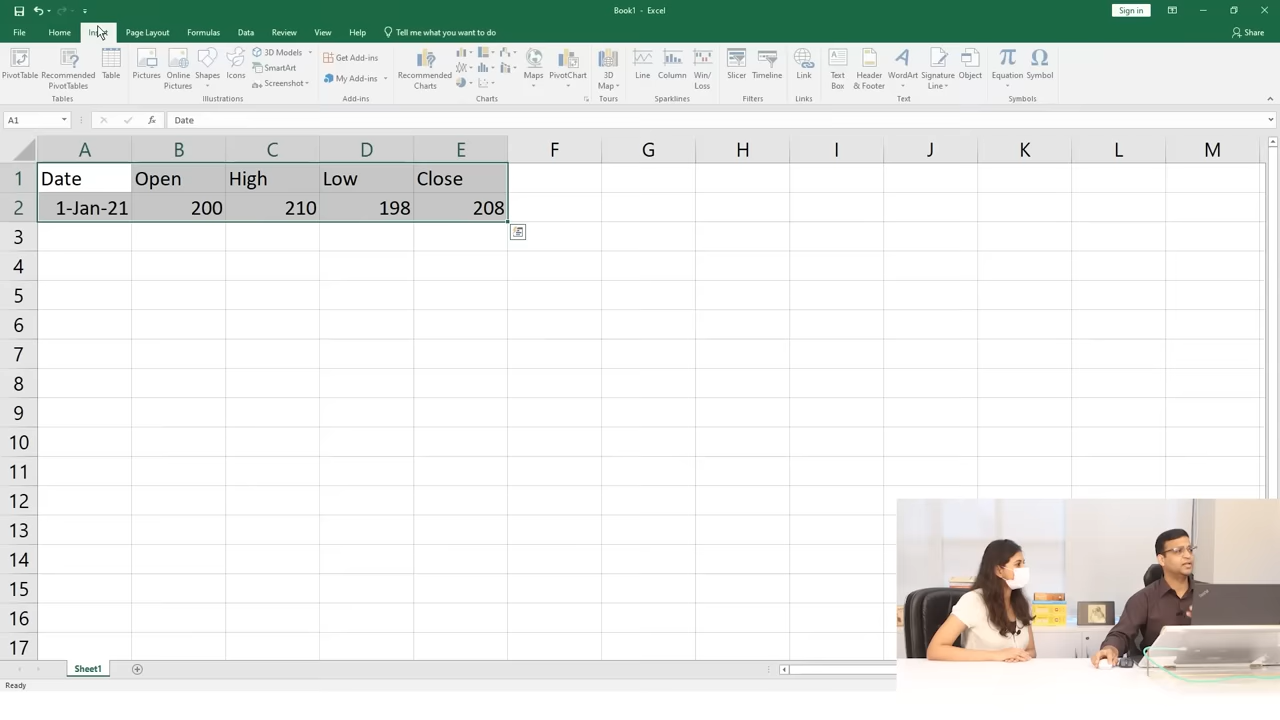 Book1 - Excel
Sign in
File Home Page Layout Formulas Data Review View Help Tell me what you want to do
Share
PivotTable Recommended PivotTables Table
Tables
Pictures Online Pictures Shapes Icons 3D Models SmartArt Screenshot
Illustrations
Get Add-ins
My Add-ins
Add-ins
Recommended Charts Maps PivotChart
Charts
3D Map
Tours
Line Column Win/Loss
Sparklines
Slicer Timeline
Filters
Link
Links
Text Box Header & Footer WordArt Signature Line Object
Text
Equation Symbol
Symbols
A1 fx Date
A B C D E F G H I J K L M
1 Date Open High Low Close
2 1-Jan-21 200 210 198 208
3
4
5
6
7
8
9
10
11
12
13
14
15
16
17
Sheet1
Ready